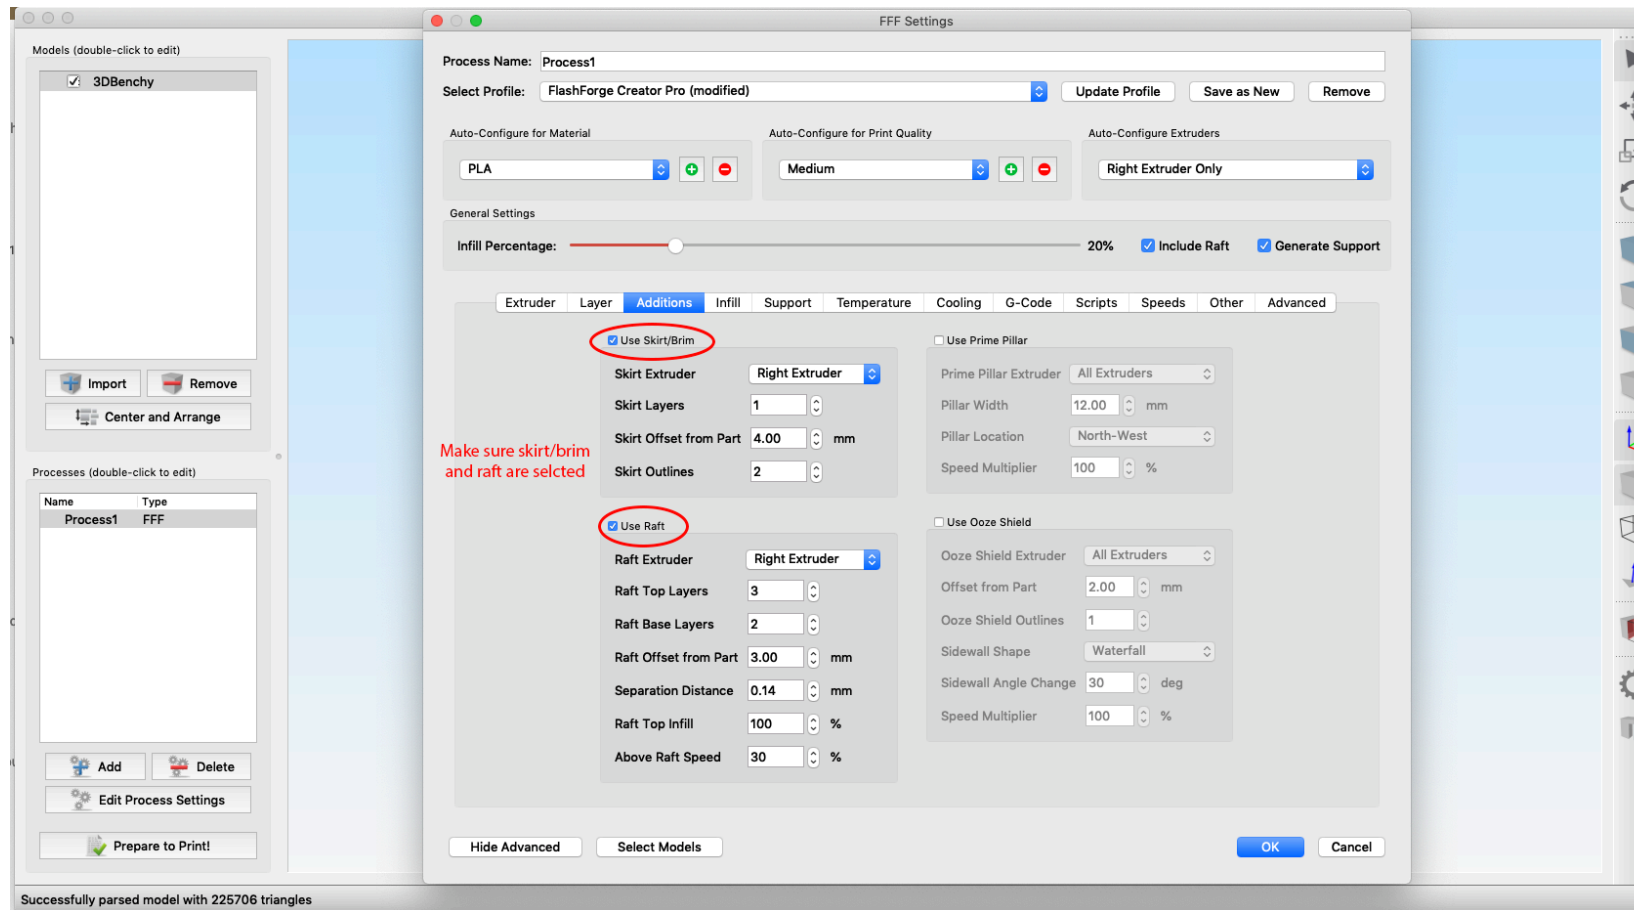 FFF Settings
Models (double-click to edit)
3DBenchy
Import
Remove
Center and Arrange
Processes (double-click to edit)
Name Type
Process1 FFF
Add
Delete
Edit Process Settings
Prepare to Print!
Successfully parsed model with 225706 triangles
Process Name: Process1
Select Profile: FlashForge Creator Pro (modified) Update Profile Save as New Remove
Auto-Configure for Material Auto-Configure for Print Quality Auto-Configure Extruders
PLA Medium Right Extruder Only
General Settings
Infill Percentage: 20% Include Raft Generate Support
Extruder Layer Additions Infill Support Temperature Cooling G-Code Scripts Speeds Other Advanced
Use Skirt/Brim
Skirt Extruder Right Extruder
Skirt Layers 1
Skirt Offset from Part 4.00 mm
Skirt Outlines 2
Make sure skirt/brim
and raft are selcted
Use Raft
Raft Extruder Right Extruder
Raft Top Layers 3
Raft Base Layers 2
Raft Offset from Part 3.00 mm
Separation Distance 0.14 mm
Raft Top Infill 100 %
Above Raft Speed 30 %
Use Prime Pillar
Prime Pillar Extruder All Extruders
Pillar Width 12.00 mm
Pillar Location North-West
Speed Multiplier 100 %
Use Ooze Shield
Ooze Shield Extruder All Extruders
Offset from Part 2.00 mm
Ooze Shield Outlines 1
Sidewall Shape Waterfall
Sidewall Angle Change 30 deg
Speed Multiplier 100 %
Hide Advanced Select Models OK Cancel